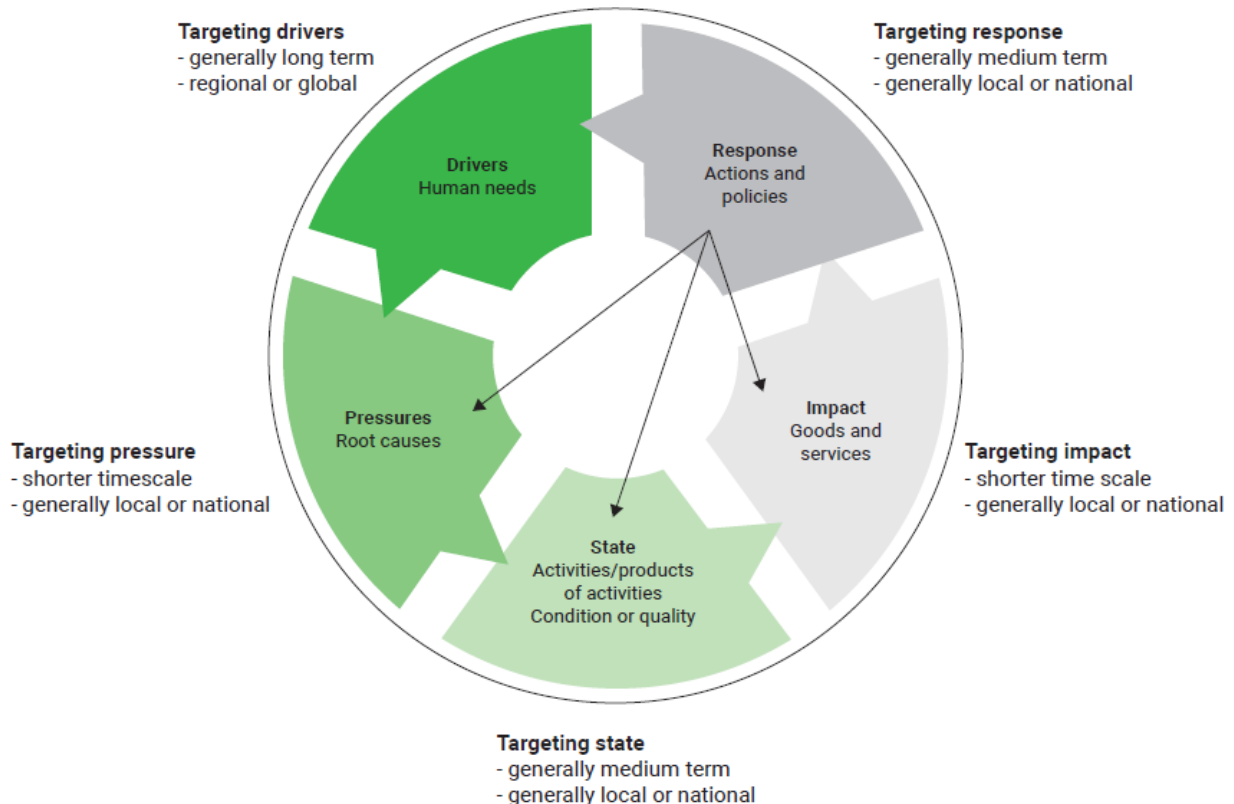 Targeting drivers
- generally long term
- regional or global
Targeting response
- generally medium term
- generally local or national
Drivers
Human needs
Response
Actions and
policies
Pressures
Root causes
Impact
Goods and
services
State
Activities/products
of activities
Condition or quality
Targeting pressure
- shorter timescale
- generally local or national
Targeting impact
- shorter time scale
- generally local or national
Targeting state
- generally medium term
- generally local or national